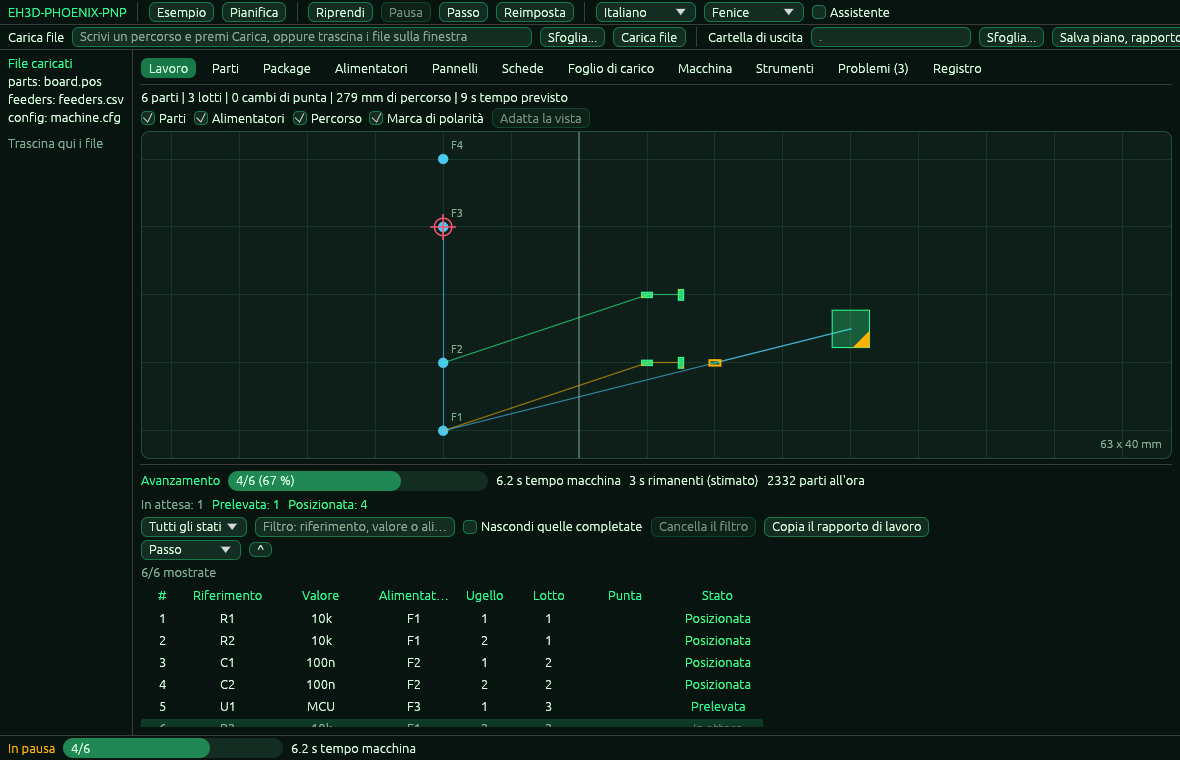 EH3D-PHOENIX-PNP Esempio Pianifica Riprendi Pausa Passo Reimposta Italiano Fenice Assistente
Carica file Scrivi un percorso e premi Carica, oppure trascina i file sulla finestra Sfoglia... Carica file Cartella di uscita . Sfoglia... Salva piano, rapporto
File caricati
parts: board.pos
feeders: feeders.csv
config: machine.cfg
Trascina qui i file
Lavoro Parti Package Alimentatori Pannelli Schede Foglio di carico Macchina Strumenti Problemi (3) Registro
6 parti | 3 lotti | 0 cambi di punta | 279 mm di percorso | 9 s tempo previsto
Parti Alimentatori Percorso Marca di polarità Adatta la vista
F4
F3
F2
F1
63 x 40 mm
Avanzamento 4/6 (67 %) 6.2 s tempo macchina 3 s rimanenti (stimato) 2332 parti all'ora
In attesa: 1 Prelevata: 1 Posizionata: 4
Tutti gli stati Filtro: riferimento, valore o ali... Nascondi quelle completate Cancella il filtro Copia il rapporto di lavoro
Passo ^
6/6 mostrate
# Riferimento Valore Alimentat... Ugello Lotto Punta Stato
1 R1 10k F1 1 1 Posizionata
2 R2 10k F1 2 1 Posizionata
3 C1 100n F2 1 2 Posizionata
4 C2 100n F2 2 2 Posizionata
5 U1 MCU F3 1 3 Prelevata
In pausa 4/6 6.2 s tempo macchina